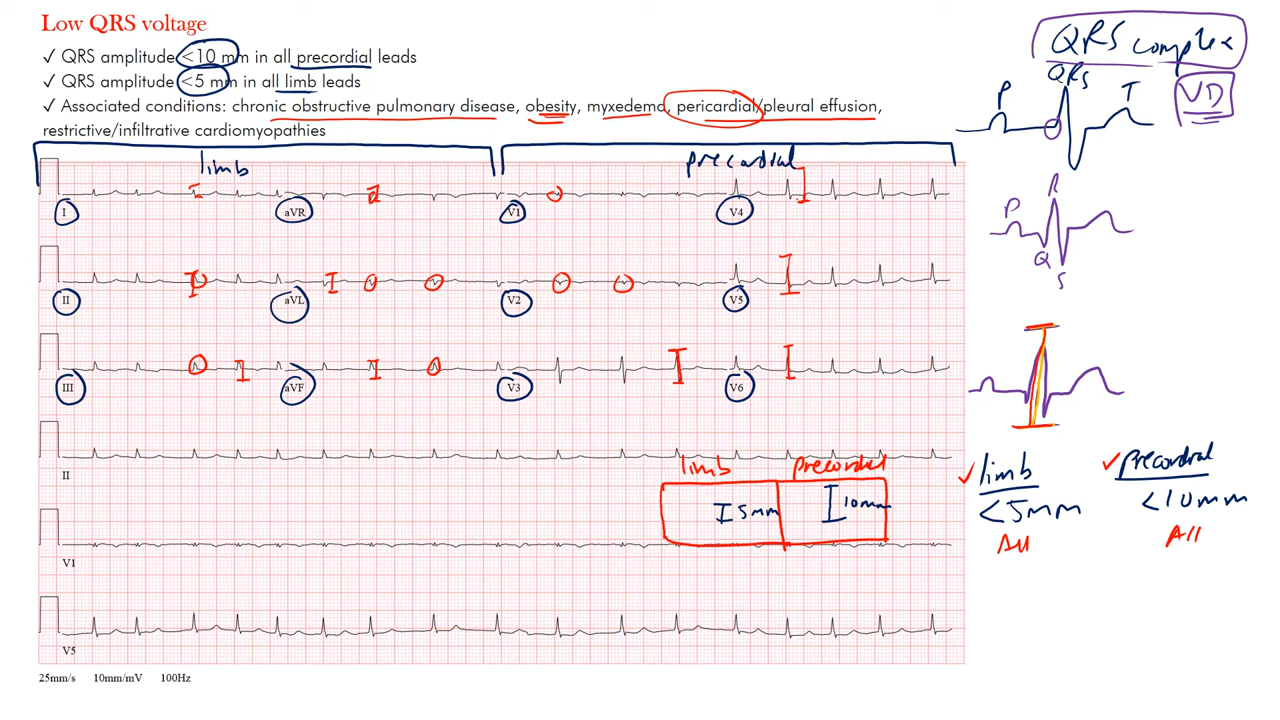 Low QRS voltage
✓ QRS amplitude <10 mm in all precordial leads
✓ QRS amplitude <5 mm in all limb leads
✓ Associated conditions: chronic obstructive pulmonary disease, obesity, myxedema, pericardial/pleural effusion,
restrictive/infiltrative cardiomyopathies
QRS complex
VD
P QRS T
limb precordial
I aVR V1 V4
P R
Q S
II aVL V2 V5
III aVF V3 V6
II
limb precordial
5mm 10mm
✓ limb ✓ precordial
<5mm <10mm
All All
V1
V5
25mm/s 10mm/mV 100Hz